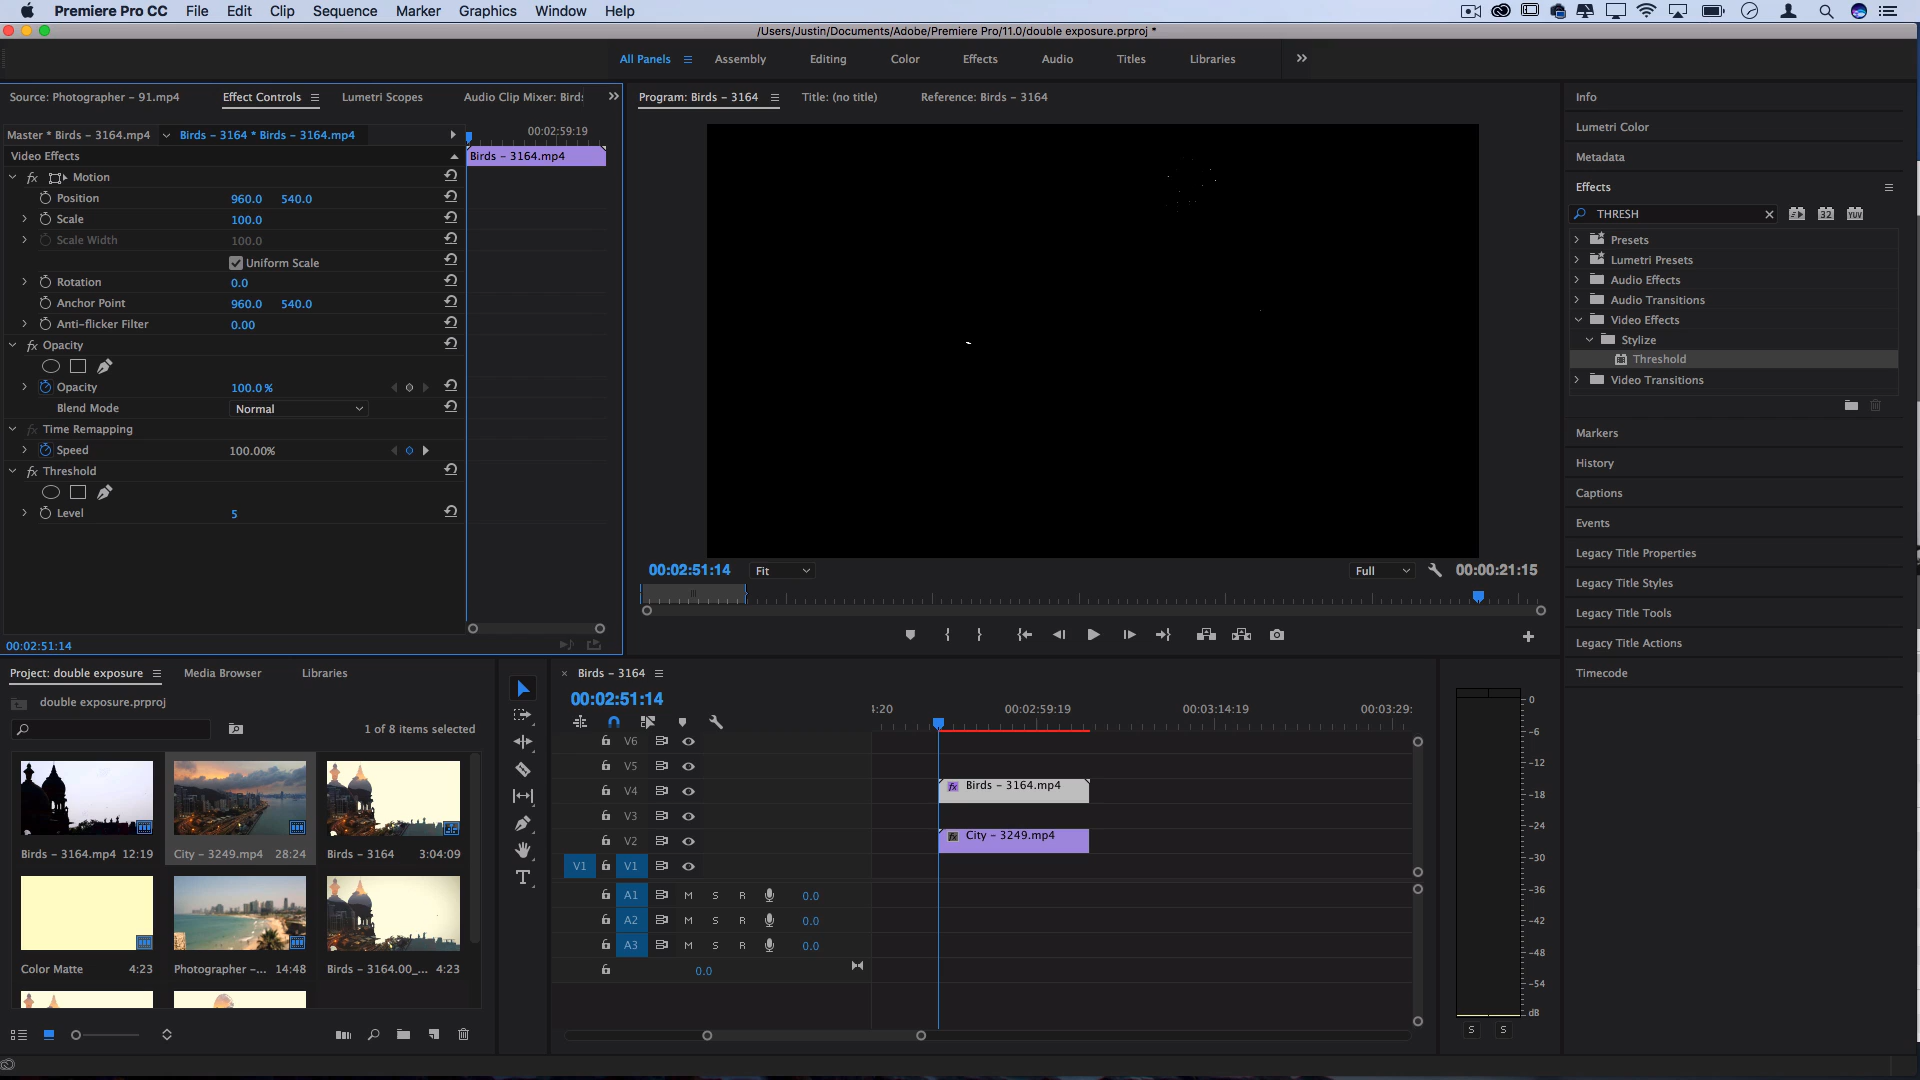 Premiere Pro CC File Edit Clip Sequence Marker Graphics Window Help
/Users/Justin/Documents/Adobe/Premiere Pro/11.0/double exposure.prproj *
All Panels Assembly Editing Color Effects Audio Titles Libraries
Source: Photographer - 91.mp4 Effect Controls Lumetri Scopes Audio Clip Mixer: Birds
Master * Birds - 3164.mp4 Birds - 3164 * Birds - 3164.mp4 00:02:59:19
Video Effects Birds - 3164.mp4
fx Motion
Position 960.0 540.0
Scale 100.0
Scale Width 100.0
Uniform Scale
Rotation 0.0
Anchor Point 960.0 540.0
Anti-flicker Filter 0.00
fx Opacity
Opacity 100.0 %
Blend Mode Normal
fx Time Remapping
Speed 100.00%
fx Threshold
Level 5
00:02:51:14
Program: Birds - 3164 Title: (no title) Reference: Birds - 3164
00:02:51:14 Fit Full 00:00:21:15
Info
Lumetri Color
Metadata
Effects
THRESH 32 YUV
Presets
Lumetri Presets
Audio Effects
Audio Transitions
Video Effects
Stylize
Threshold
Video Transitions
Markers
History
Captions
Events
Legacy Title Properties
Legacy Title Styles
Legacy Title Tools
Legacy Title Actions
Timecode
Project: double exposure Media Browser Libraries
double exposure.prproj
1 of 8 items selected
Birds - 3164.mp4 12:19 City - 3249.mp4 28:24 Birds - 3164 3:04:09
Color Matte 4:23 Photographer -... 14:48 Birds - 3164.00_... 4:23
Birds - 3164
00:02:51:14
4:20 00:02:59:19 00:03:14:19 00:03:29:
V6
V5
V4 fx Birds - 3164.mp4
V3
V2 fx City - 3249.mp4
V1 V1
A1 M S R 0.0
A2 M S R 0.0
A3 M S R 0.0
0.0
0
-6
-12
-18
-24
-30
-36
-42
-48
-54
dB
S S